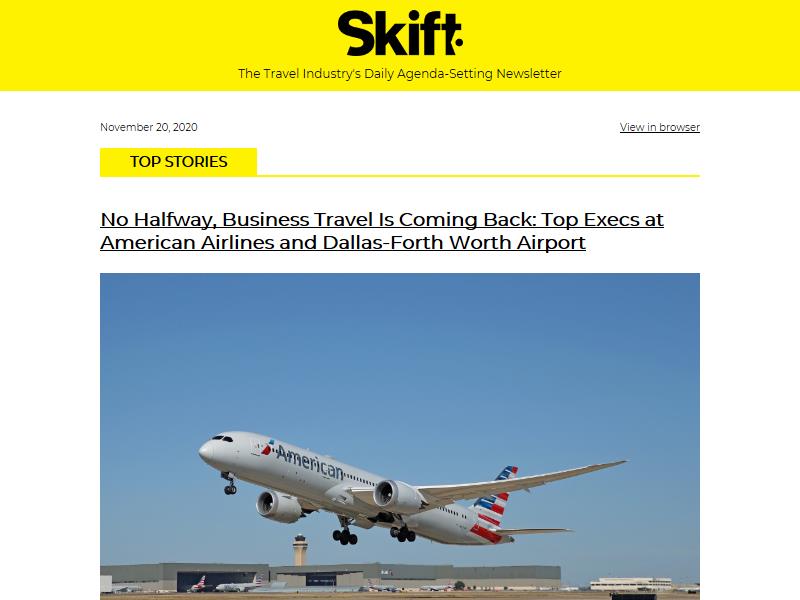 Skift
The Travel Industry's Daily Agenda-Setting Newsletter
November 20, 2020
View in browser
TOP STORIES
No Halfway, Business Travel Is Coming Back: Top Execs at
American Airlines and Dallas-Forth Worth Airport
American